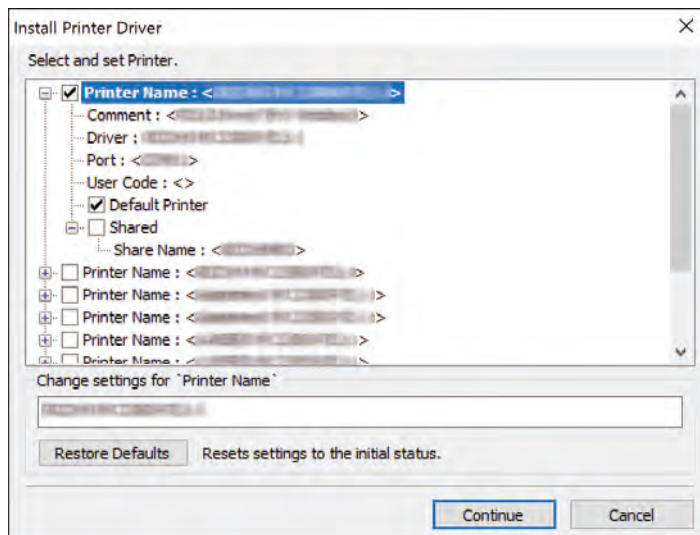 Install Printer Driver
Select and set Printer.
Printer Name : < >
Comment : < >
Driver :
Port : < >
User Code : <>
Default Printer
Shared
Share Name : < >
Printer Name : < >
Printer Name : < >
Printer Name : < >
Printer Name : < >
Printer Name : < >
Change settings for `Printer Name`
Restore Defaults Resets settings to the initial status.
Continue Cancel